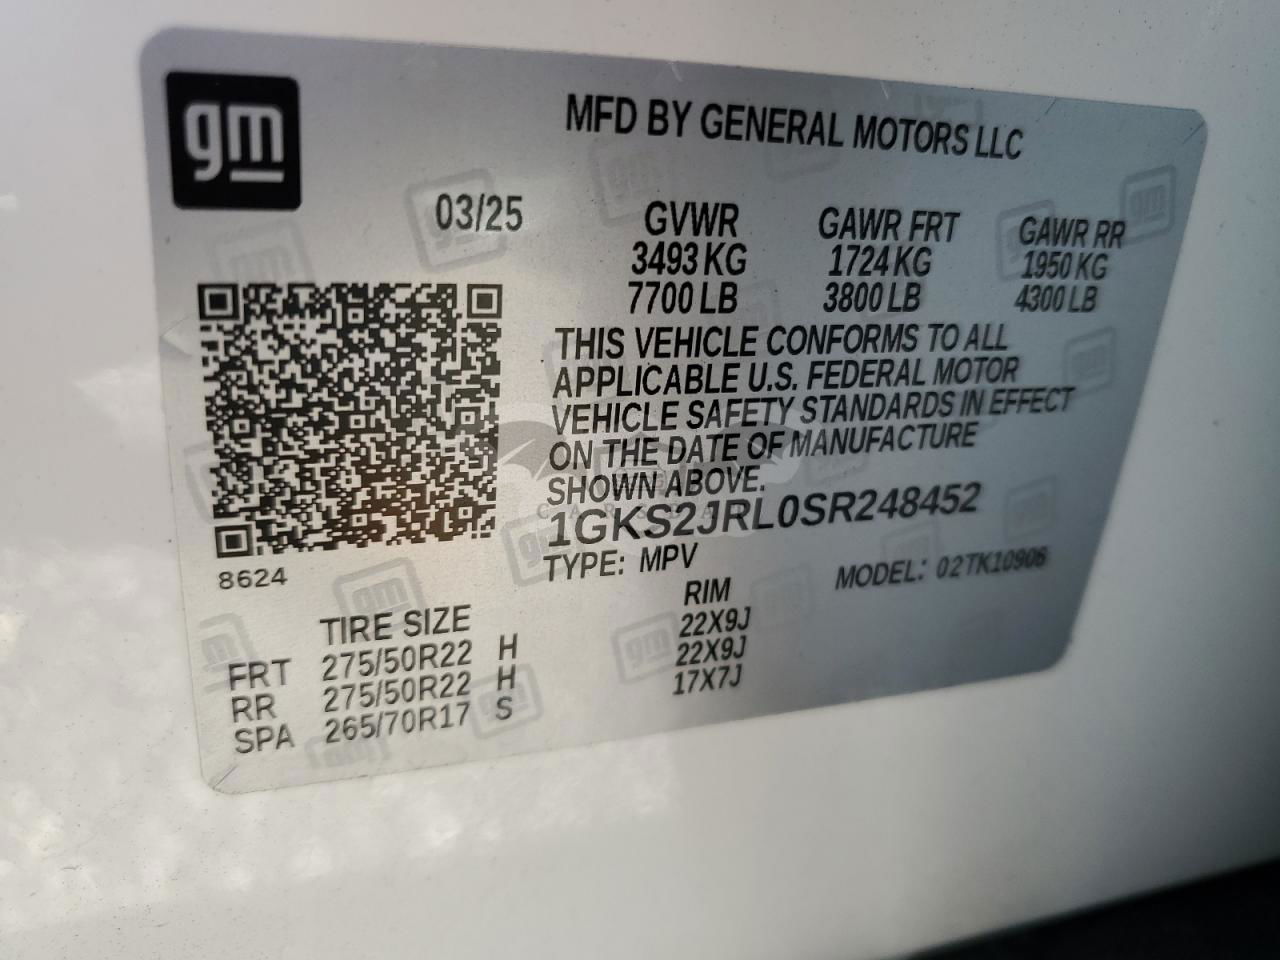 gm
MFD BY GENERAL MOTORS LLC
03/25
GVWR GAWR FRT GAWR RR
3493 KG 1724 KG 1950 KG
7700 LB 3800 LB 4300 LB
THIS VEHICLE CONFORMS TO ALL
APPLICABLE U.S. FEDERAL MOTOR
VEHICLE SAFETY STANDARDS IN EFFECT
ON THE DATE OF MANUFACTURE
SHOWN ABOVE.
1GKS2JRL0SR248452
TYPE: MPV MODEL: 02TK10906
8624
TIRE SIZE RIM
FRT 275/50R22 H 22X9J
RR 275/50R22 H 22X9J
SPA 265/70R17 S 17X7J